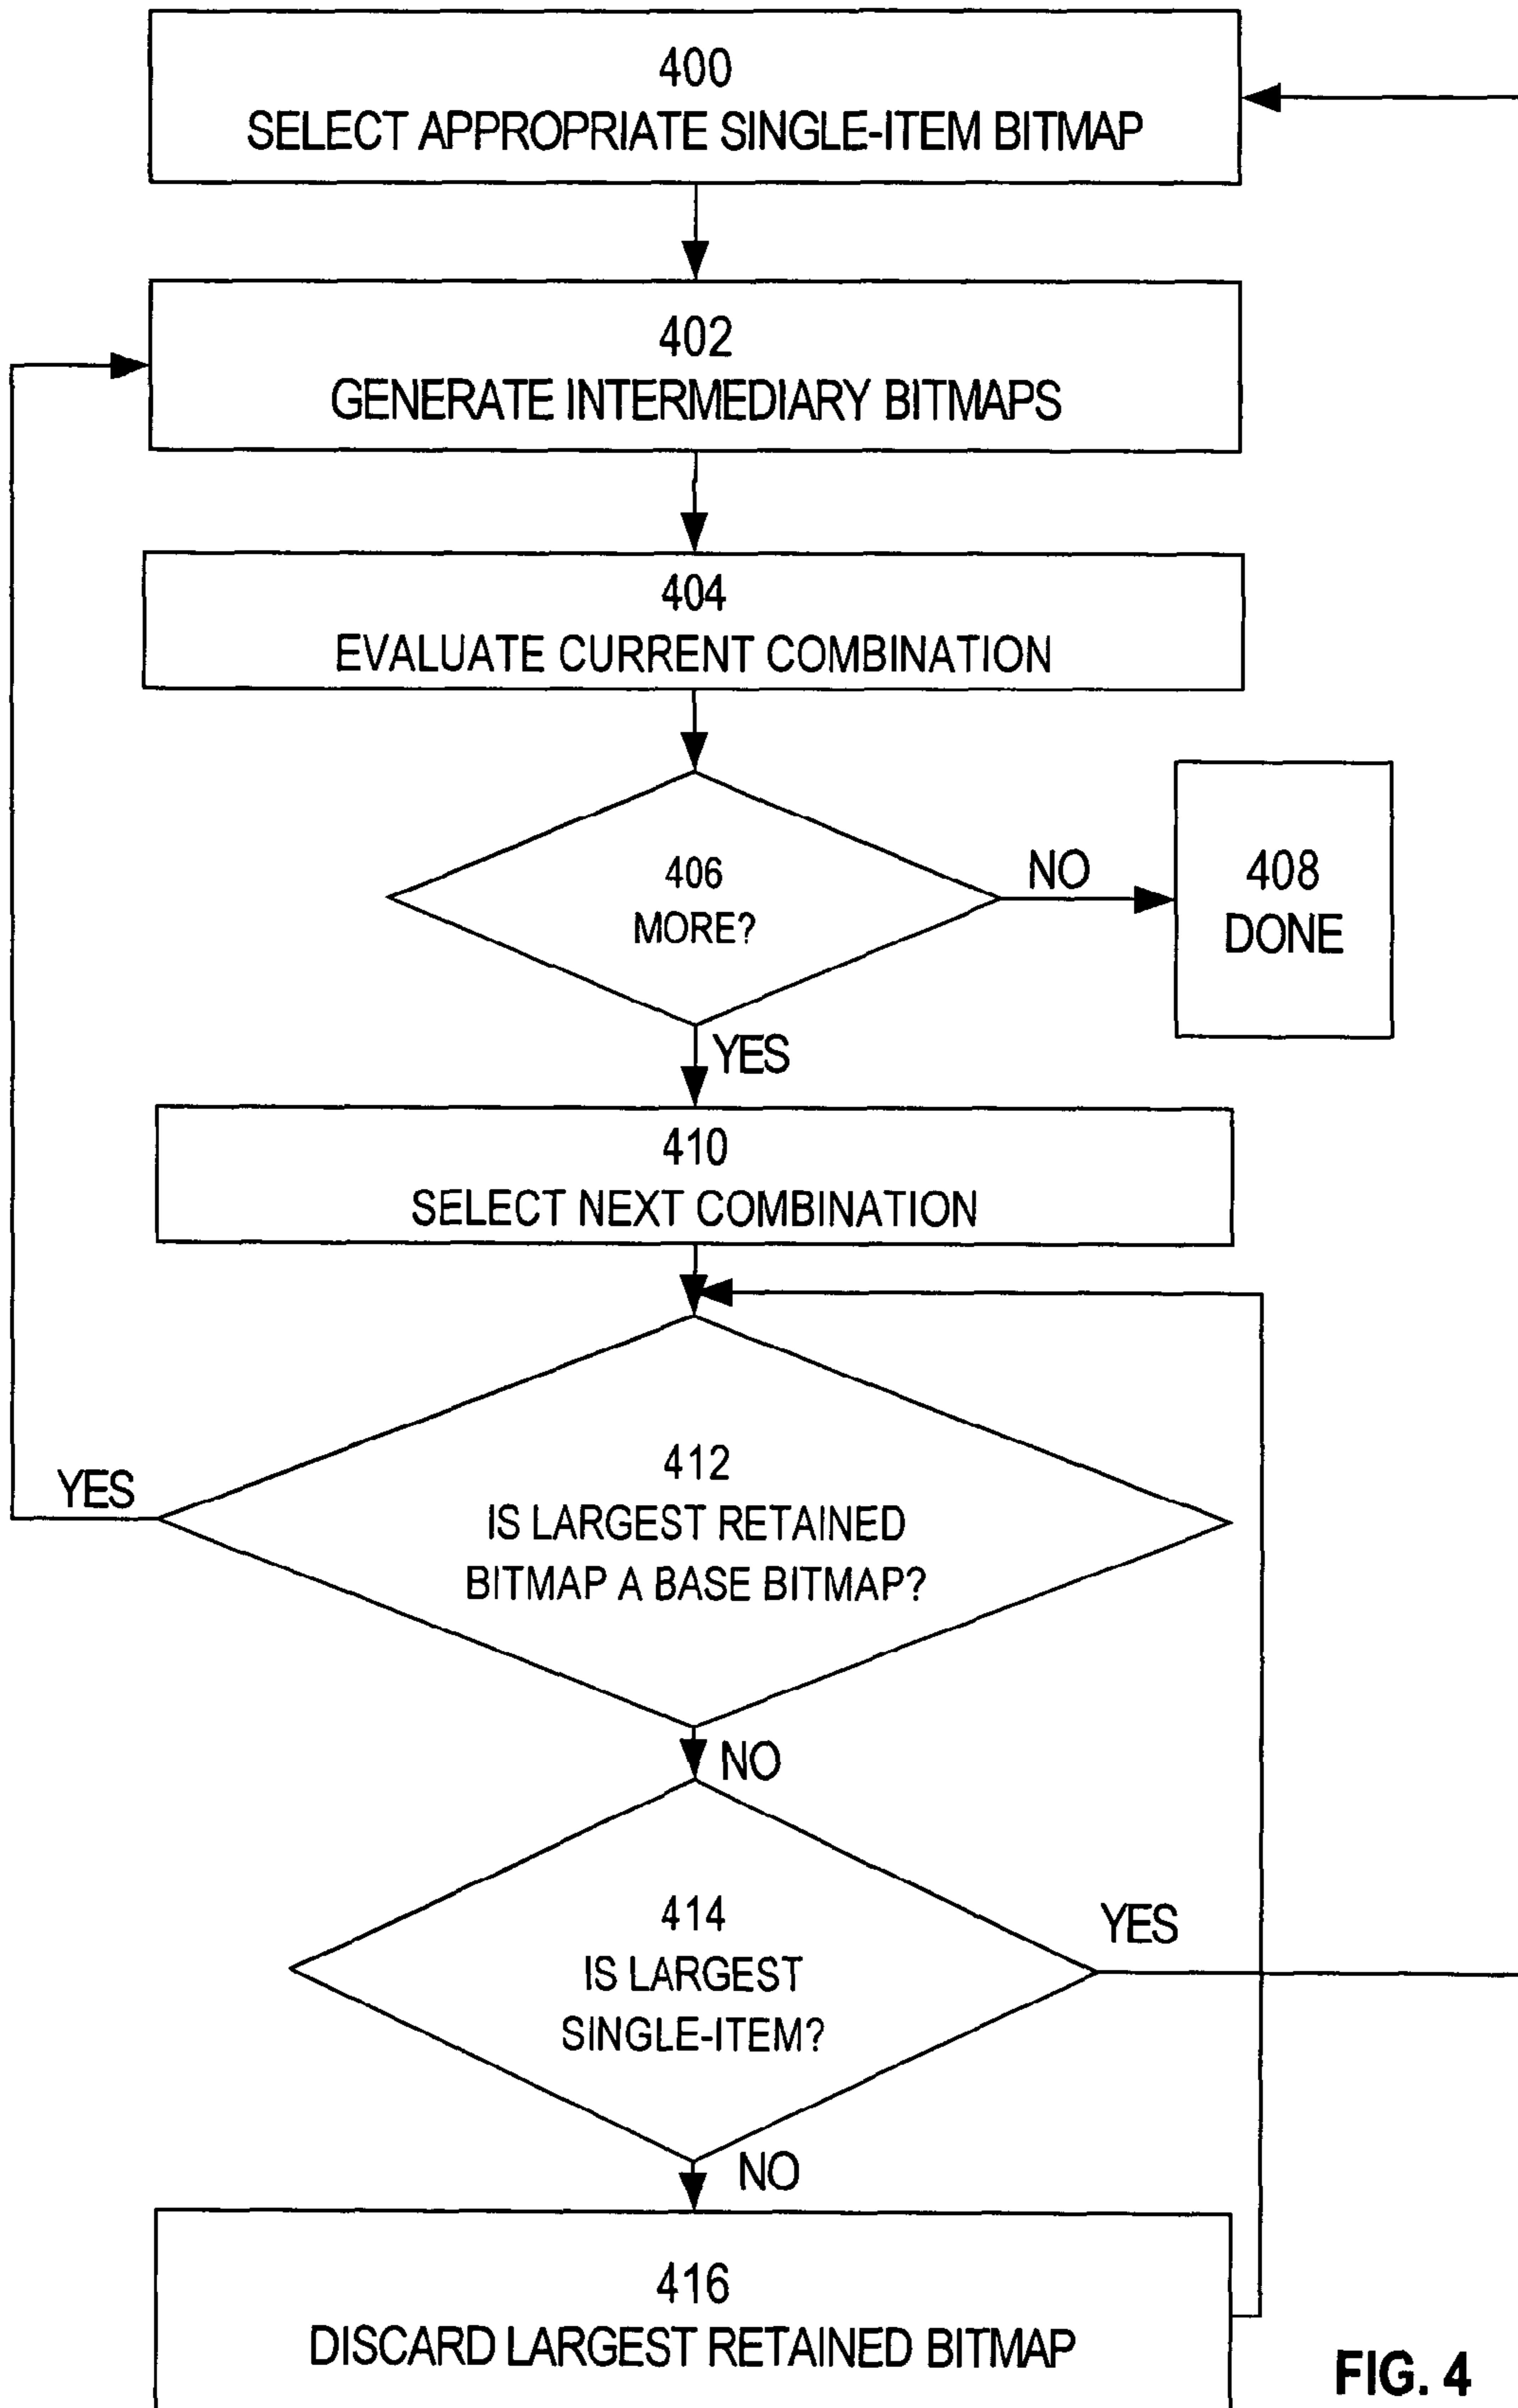 400
SELECT APPROPRIATE SINGLE-ITEM BITMAP
402
GENERATE INTERMEDIARY BITMAPS
404
EVALUATE CURRENT COMBINATION
406
MORE?
NO
408
DONE
YES
410
SELECT NEXT COMBINATION
YES
412
IS LARGEST RETAINED
BITMAP A BASE BITMAP?
NO
414
IS LARGEST
SINGLE-ITEM?
YES
NO
416
DISCARD LARGEST RETAINED BITMAP
FIG. 4